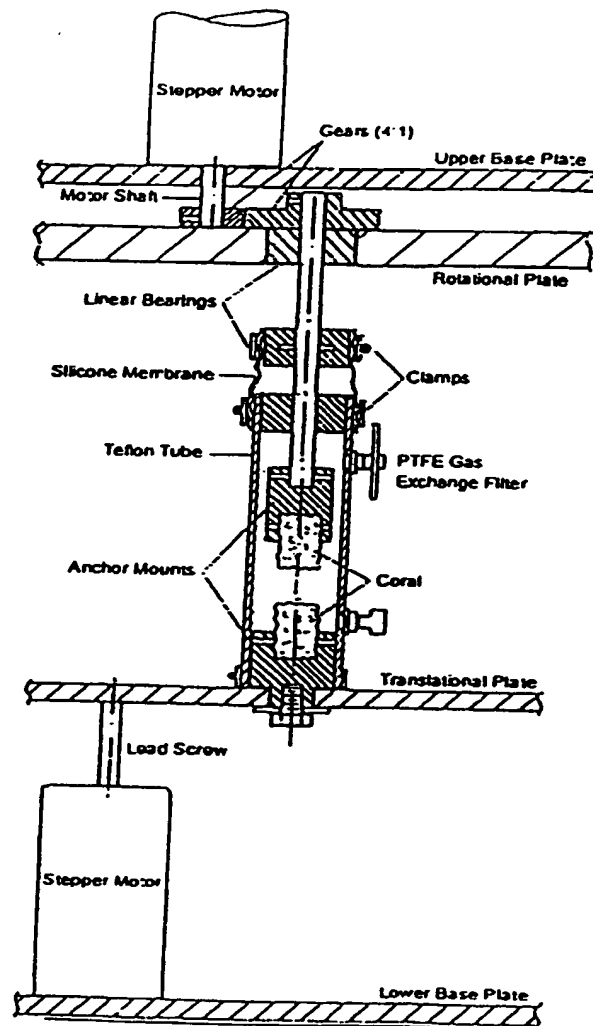 Stepper Motor
Gears (4:1)
Upper Base Plate
Motor Shaft
Rotational Plate
Linear Bearings
Silicone Membrane
Clamps
Teflon Tube
PTFE Gas
Exchange Filter
Anchor Mounts
Coral
Translational Plate
Lead Screw
Stepper Motor
Lower Base Plate